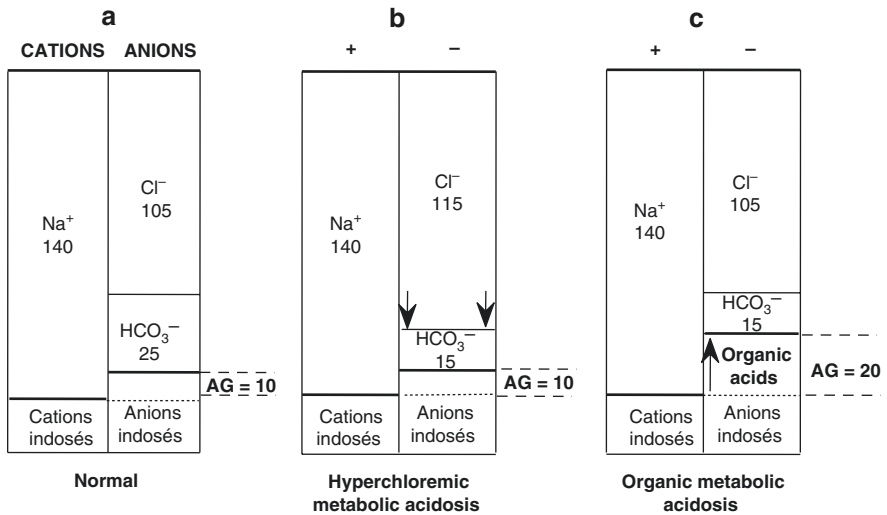 a
CATIONS ANIONS
Na⁺
140
Cl⁻
105
HCO₃⁻
25
AG = 10
Cations
indosés
Anions
indosés
Normal
b
+ −
Na⁺
140
Cl⁻
115
HCO₃⁻
15
AG = 10
Cations
indosés
Anions
indosés
Hyperchloremic
metabolic acidosis
c
+ −
Na⁺
140
Cl⁻
105
HCO₃⁻
15
Organic
acids
AG = 20
Cations
indosés
Anions
indosés
Organic metabolic
acidosis